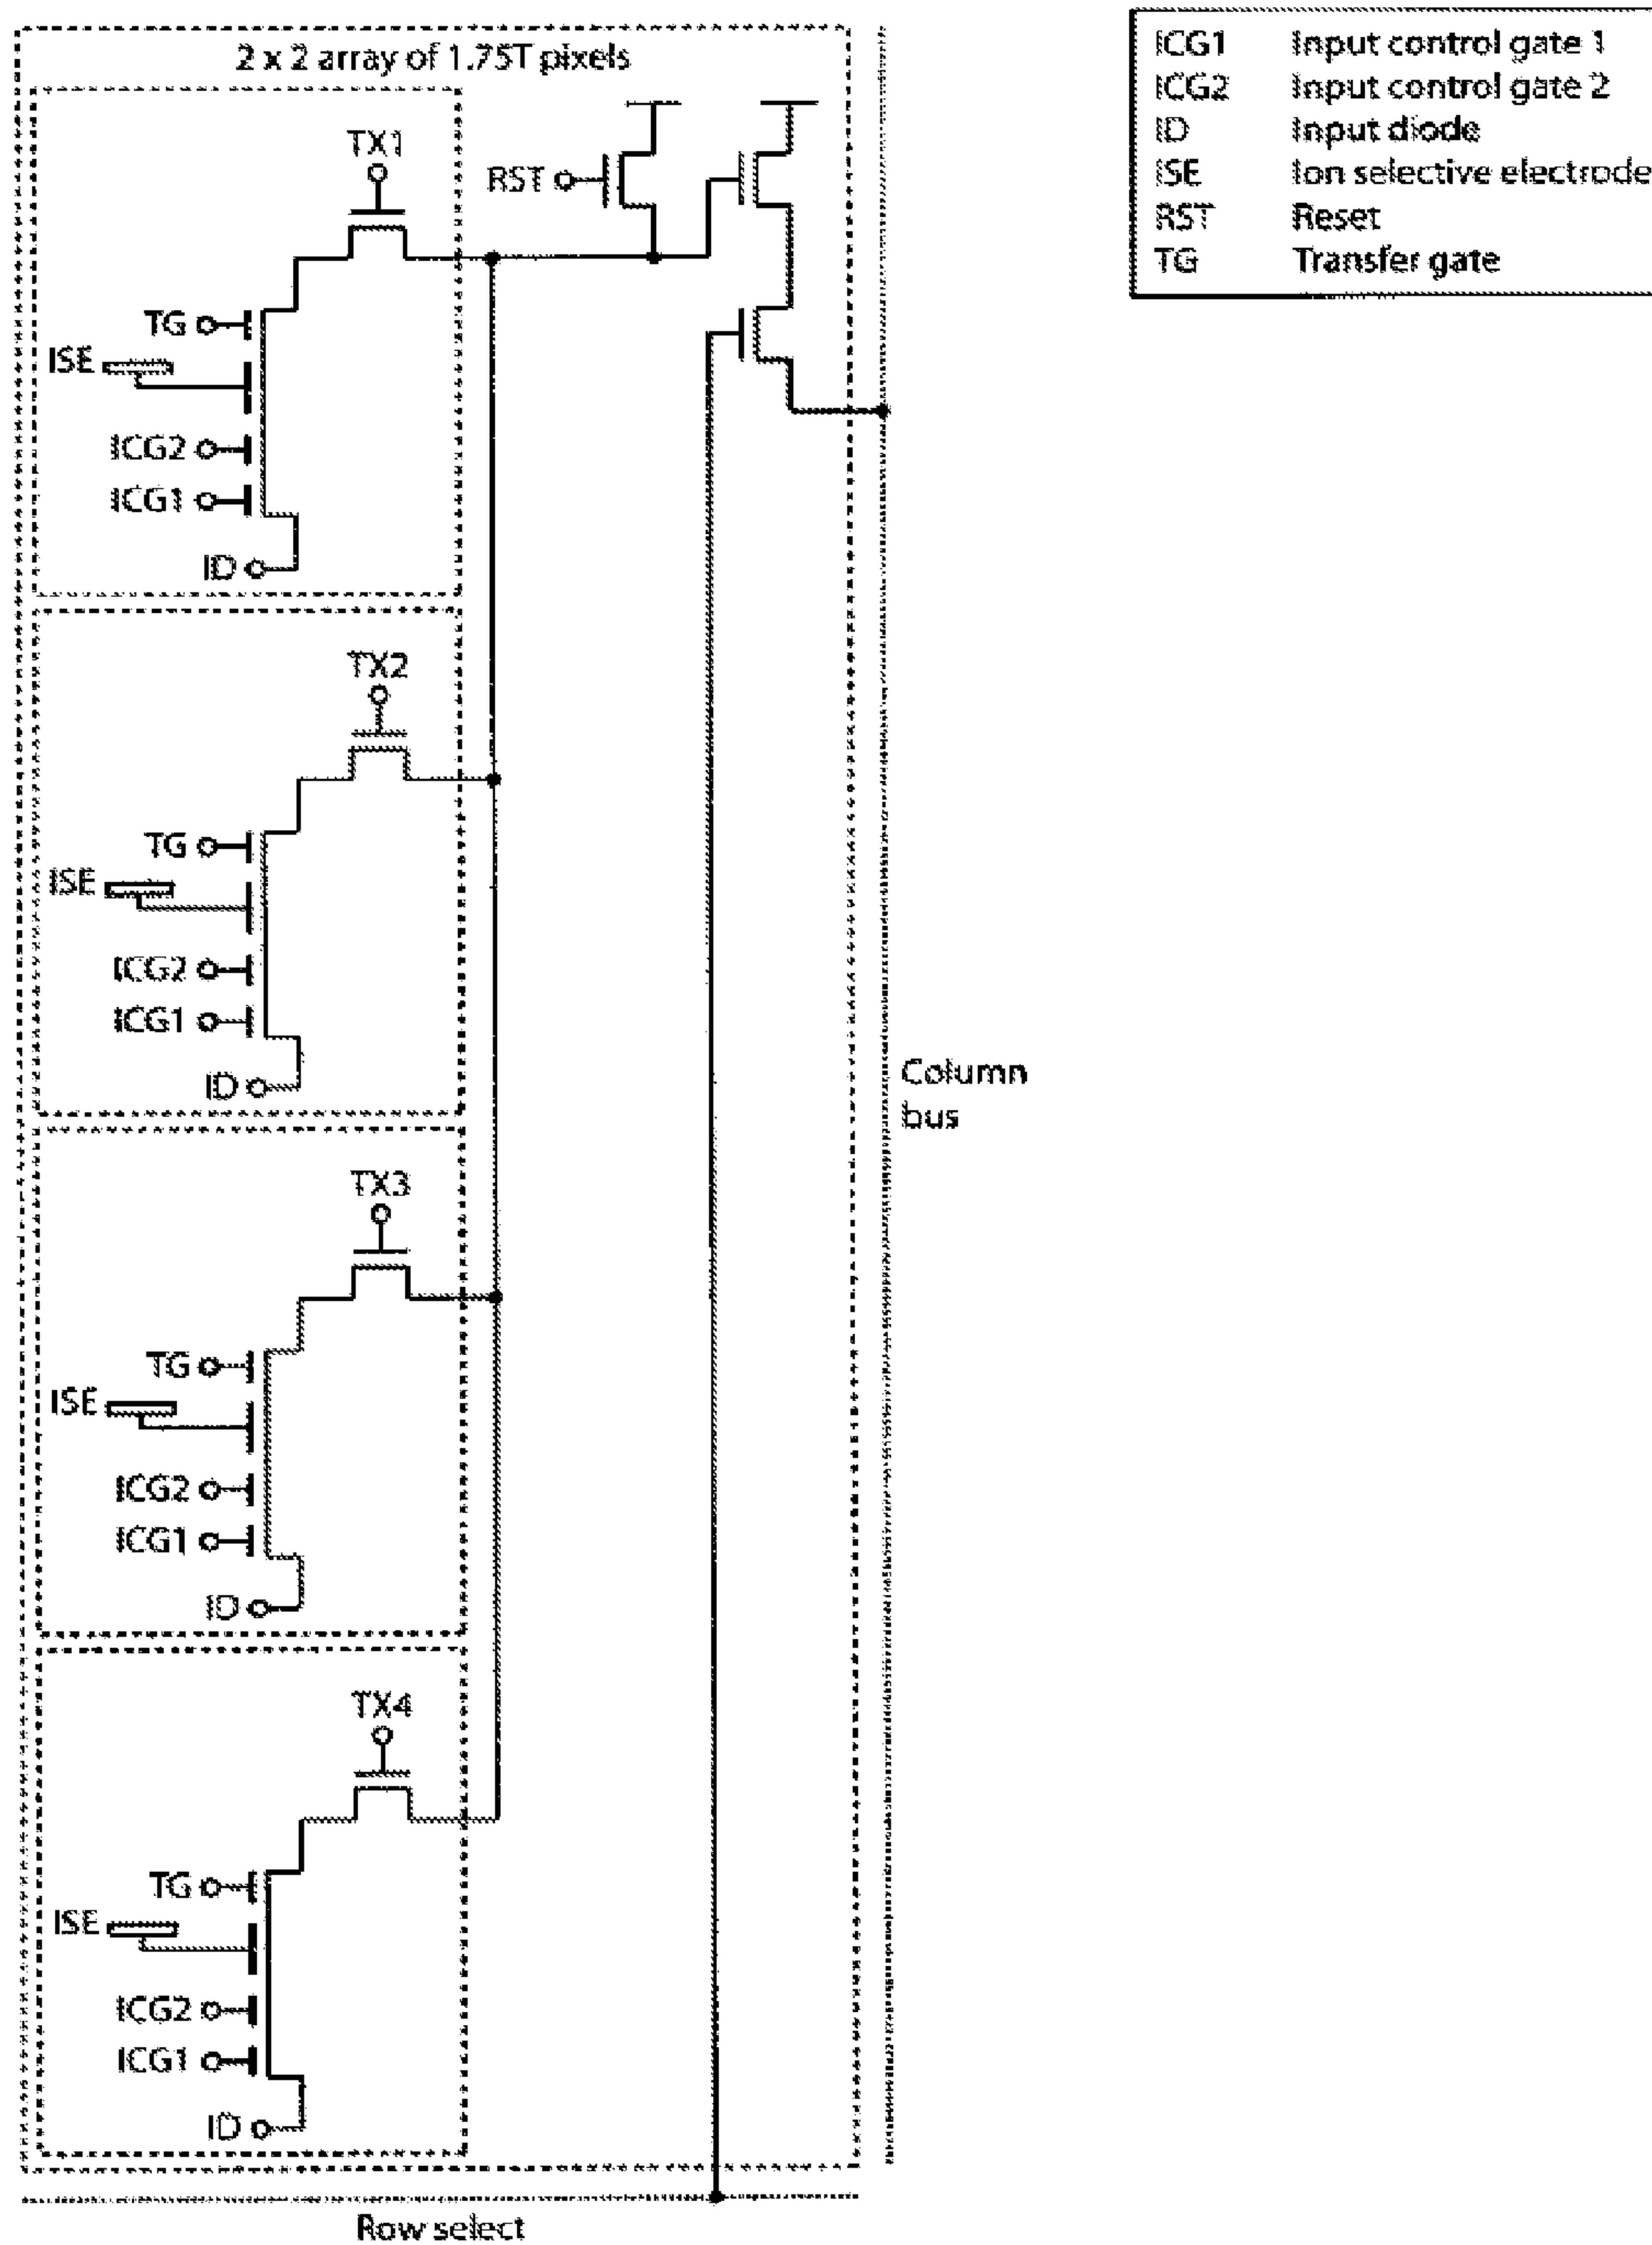 2 x 2 array of 1.75T pixels
TX1
RST
TG
ISE
ICG2
ICG1
ID
TX2
TG
ISE
ICG2
ICG1
ID
TX3
TG
ISE
ICG2
ICG1
ID
TX4
TG
ISE
ICG2
ICG1
ID
Column
bus
Row select
ICG1 Input control gate 1
ICG2 Input control gate 2
ID Input diode
ISE Ion selective electrode
RST Reset
TG Transfer gate